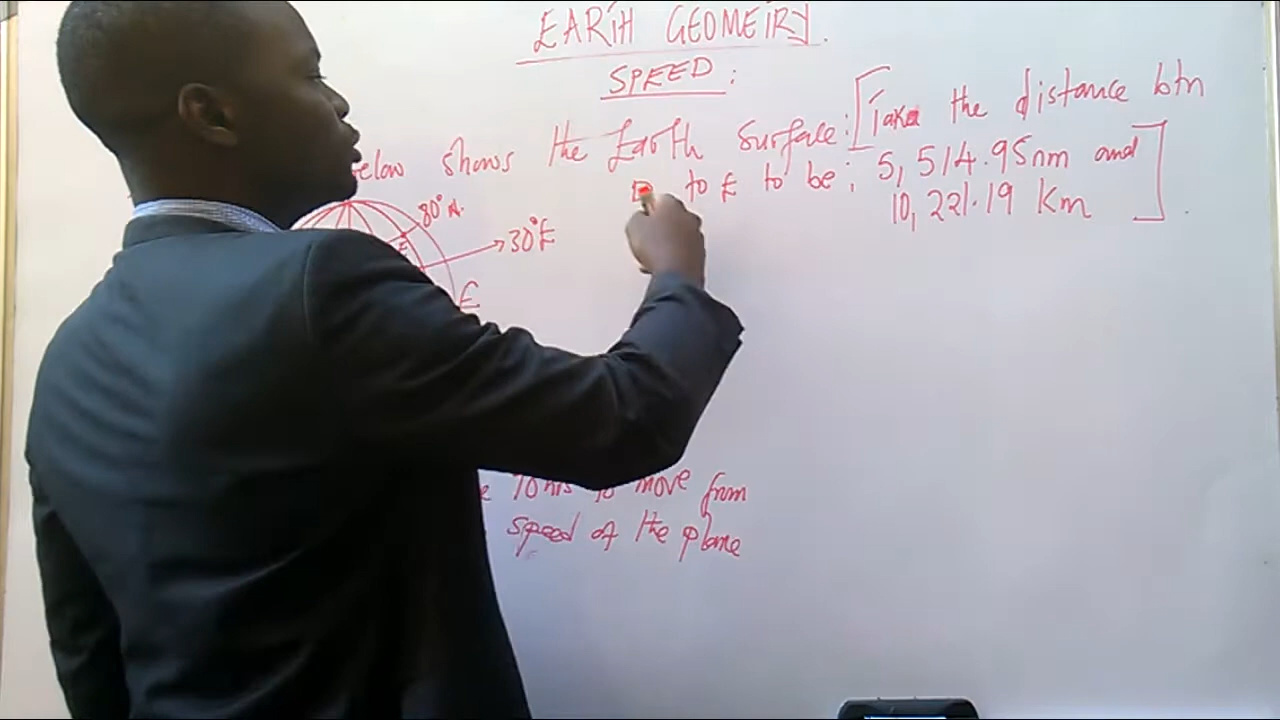 EARTH GEOMETRY.
SPEED:
elow shows the Earth Surface: [Take the distance btn
D to E to be: 5,514.95nm and
10,221.19 Km ].
80°N.
30°E
E
E
10hrs to move from
speed of the plane